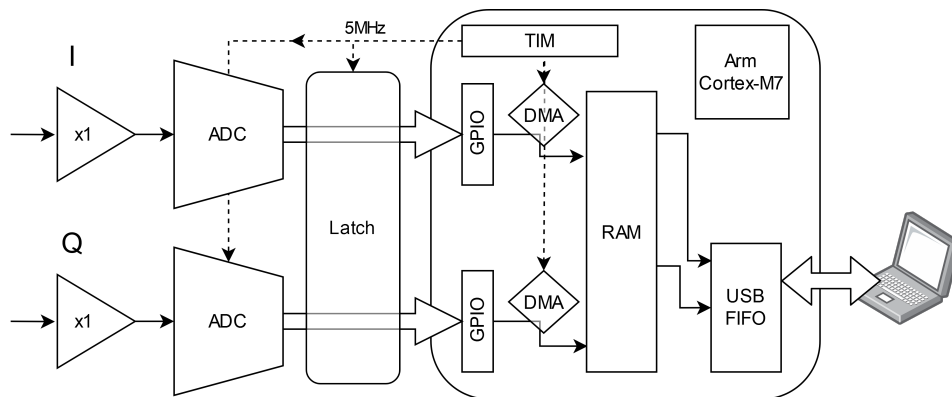 5MHz
TIM
Arm
Cortex-M7
I
x1
ADC
GPIO
DMA
Latch
RAM
Q
x1
ADC
GPIO
DMA
USB
FIFO